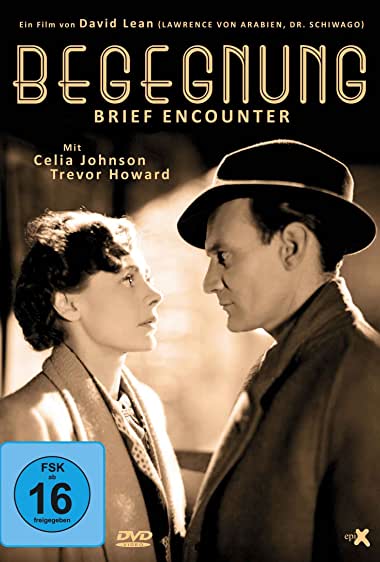 Ein Film von David Lean (LAWRENCE VON ARABIEN, DR. SCHIWAGO)
BEGEGNUNG
BRIEF ENCOUNTER
Mit
Celia Johnson
Trevor Howard
FSK
ab
16
freigegeben
DVD
VIDEO
epiX